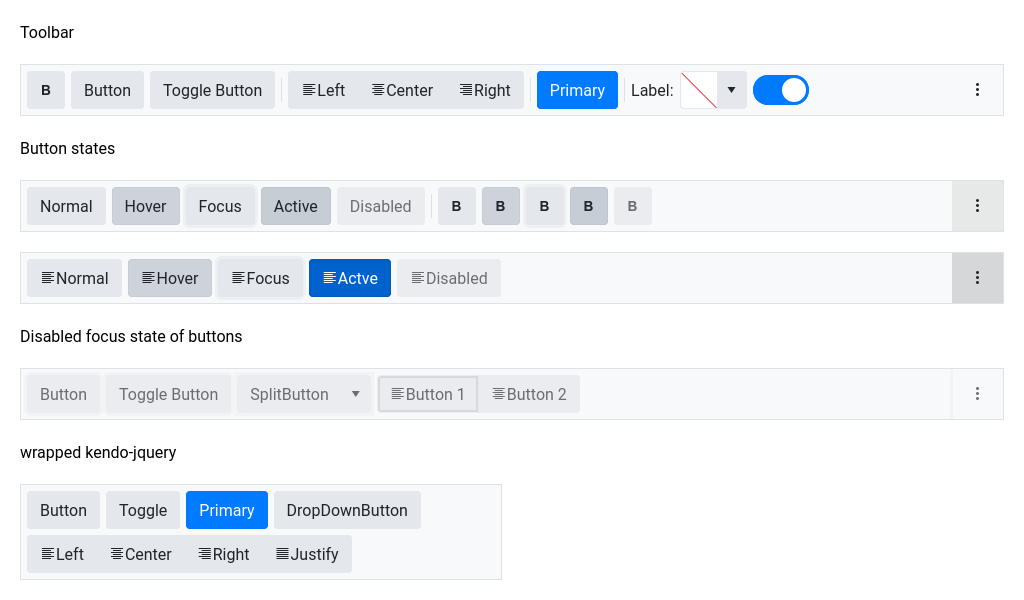 Toolbar
B Button Toggle Button Left Center Right Primary Label:
Button states
Normal Hover Focus Active Disabled B B B B B
Normal Hover Focus Actve Disabled
Disabled focus state of buttons
Button Toggle Button SplitButton Button 1 Button 2
wrapped kendo-jquery
Button Toggle Primary DropDownButton
Left Center Right Justify